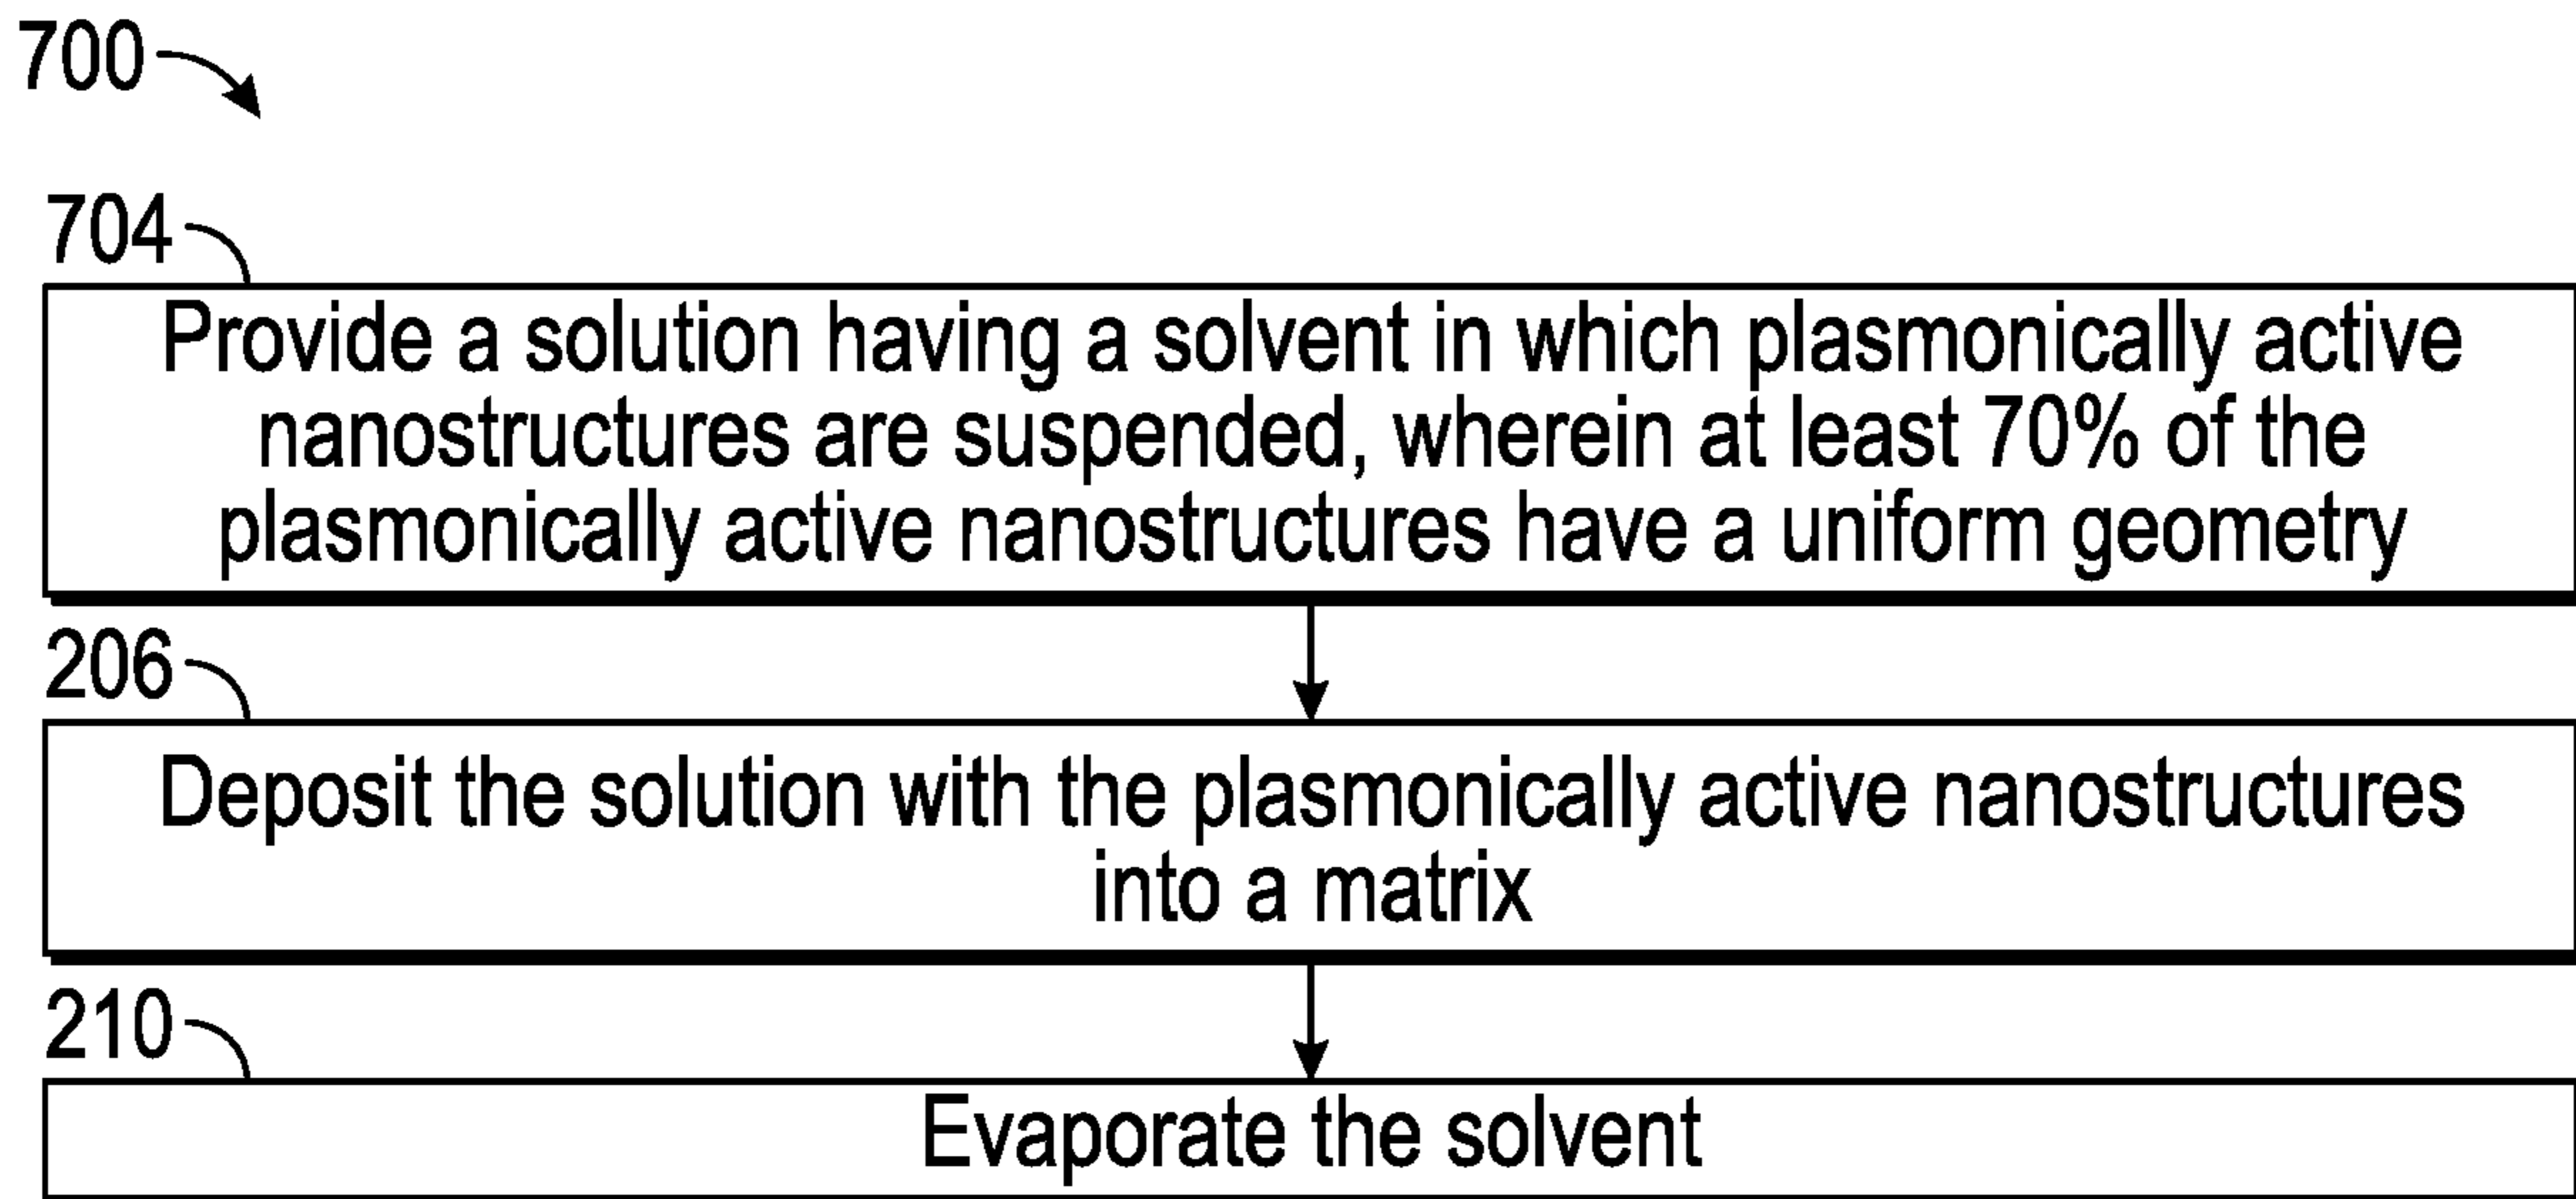 700
704
Provide a solution having a solvent in which plasmonically active
nanostructures are suspended, wherein at least 70% of the
plasmonically active nanostructures have a uniform geometry
206
Deposit the solution with the plasmonically active nanostructures
into a matrix
210
Evaporate the solvent